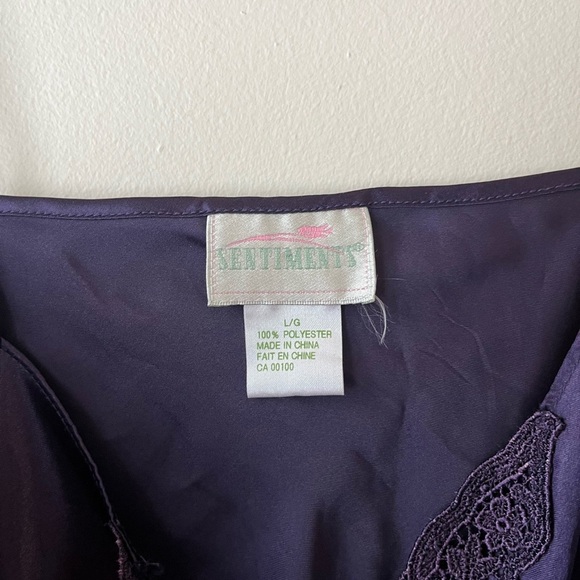 SENTIMENTS
L/G
100% POLYESTER
MADE IN CHINA
FAIT EN CHINE
CA 00100